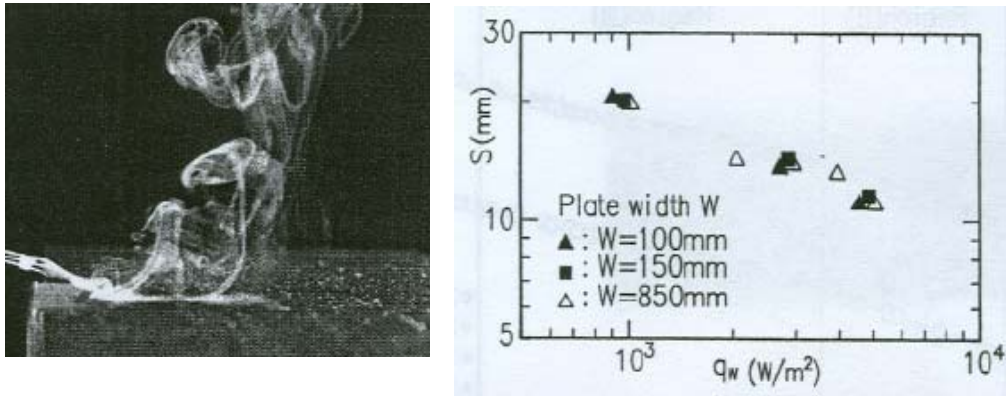 30
S (mm)
10
Plate width W
▲ : W=100mm
■ : W=150mm
△ : W=850mm
5
10³
10⁴
q_w (W/m²)